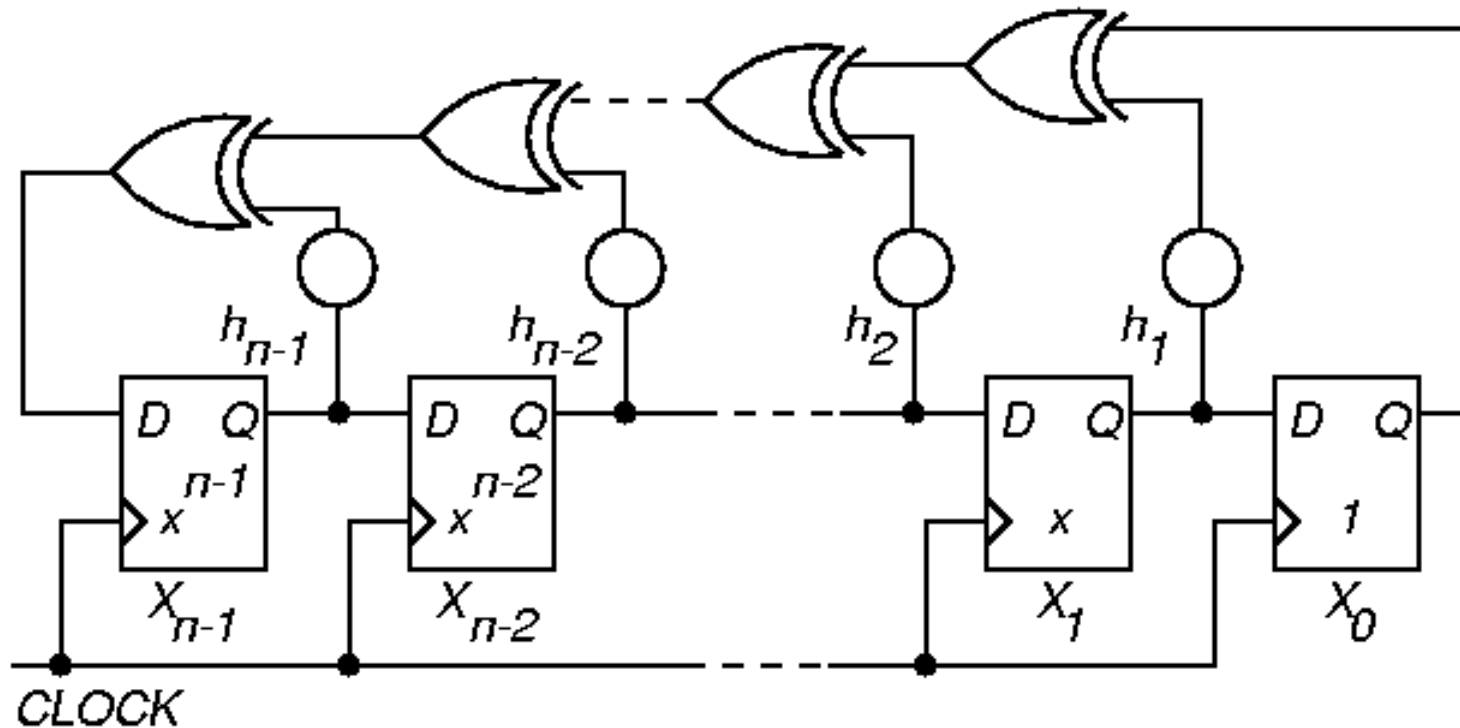 h_{n-1} h_{n-2} h_2 h_1
D Q D Q D Q D Q
x^{n-1} x^{n-2} x 1
X_{n-1} X_{n-2} X_1 X_0
CLOCK